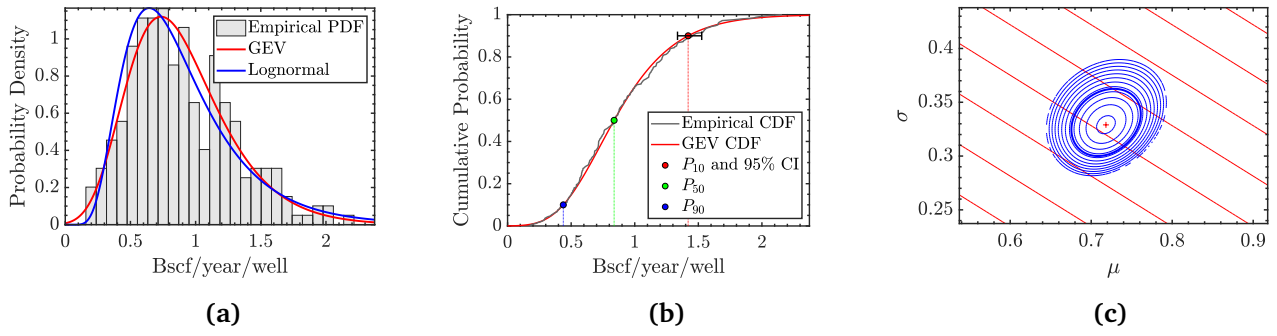 Probability Density
1
0.8
0.6
0.4
0.2
0
0 0.5 1 1.5 2
Bscf/year/well
Empirical PDF
GEV
Lognormal
(a)
Cumulative Probability
1
0.8
0.6
0.4
0.2
0
0 0.5 1 1.5 2
Bscf/year/well
Empirical CDF
GEV CDF
P10 and 95% CI
P50
P90
(b)
σ
0.4
0.35
0.3
0.25
0.6 0.7 0.8 0.9
μ
(c)